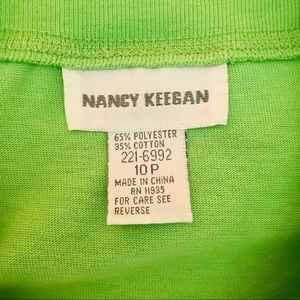 NANCY KEEGAN
65% POLYESTER
35% COTTON
221-6992
10 P
MADE IN CHINA
RN 11935
FOR CARE SEE
REVERSE